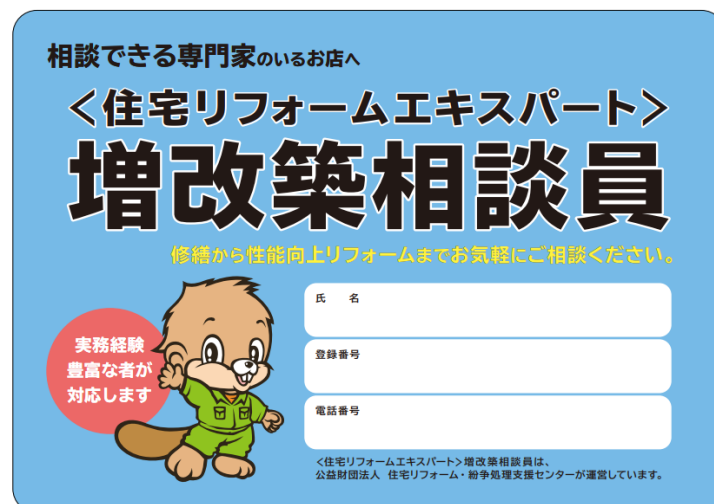 相談できる専門家のいるお店へ
＜住宅リフォームエキスパート＞
増改築相談員
修繕から性能向上リフォームまでお気軽にご相談ください。
実務経験
豊富な者が
対応します
氏　名
登録番号
電話番号
＜住宅リフォームエキスパート＞増改築相談員は、
公益財団法人 住宅リフォーム・紛争処理支援センターが運営しています。